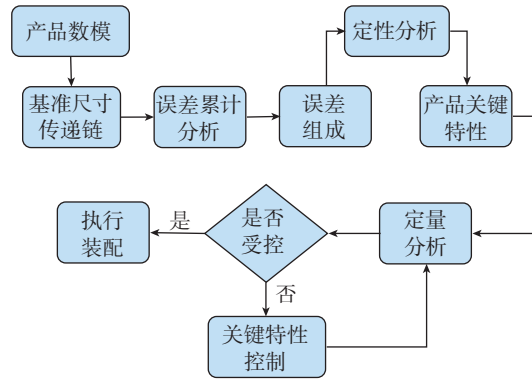 产品数模
定性分析
基准尺寸
传递链
误差累计
分析
误差
组成
产品关键
特性
执行
装配
是
是否
受控
定量
分析
否
关键特性
控制